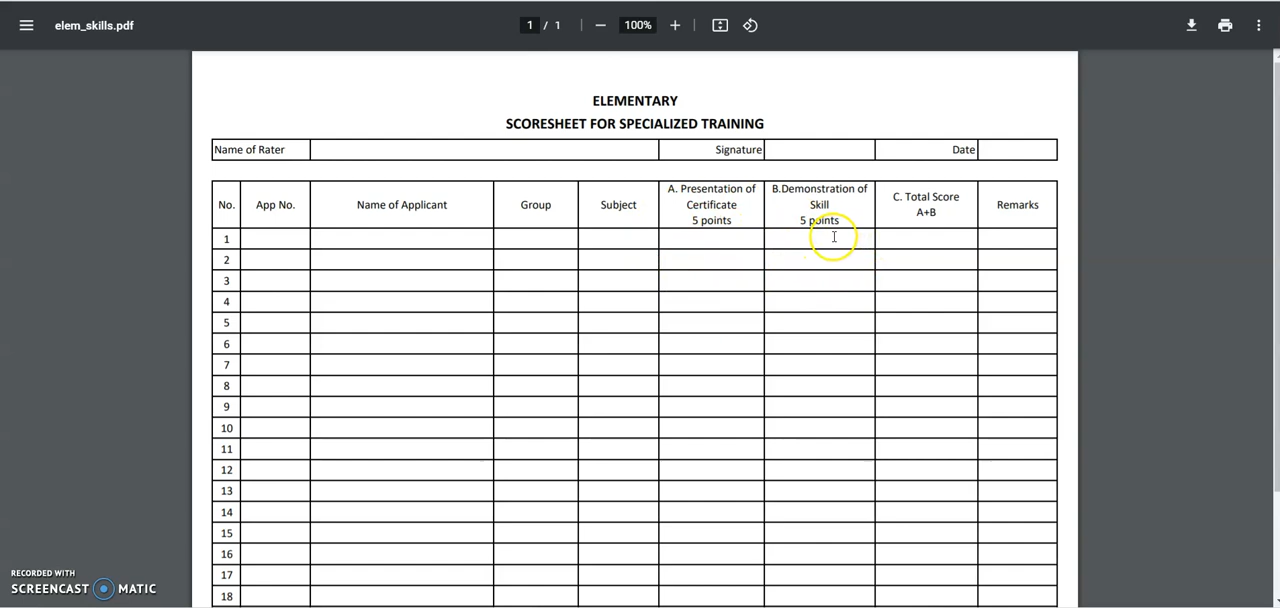 elem_skills.pdf
1 / 1
100%
ELEMENTARY
SCORESHEET FOR SPECIALIZED TRAINING
Name of Rater Signature Date
No. App No. Name of Applicant Group Subject A. Presentation of Certificate 5 points B.Demonstration of Skill 5 points C. Total Score A+B Remarks
1
2
3
4
5
6
7
8
9
10
11
12
13
14
15
16
17
18
RECORDED WITH
SCREENCAST MATIC